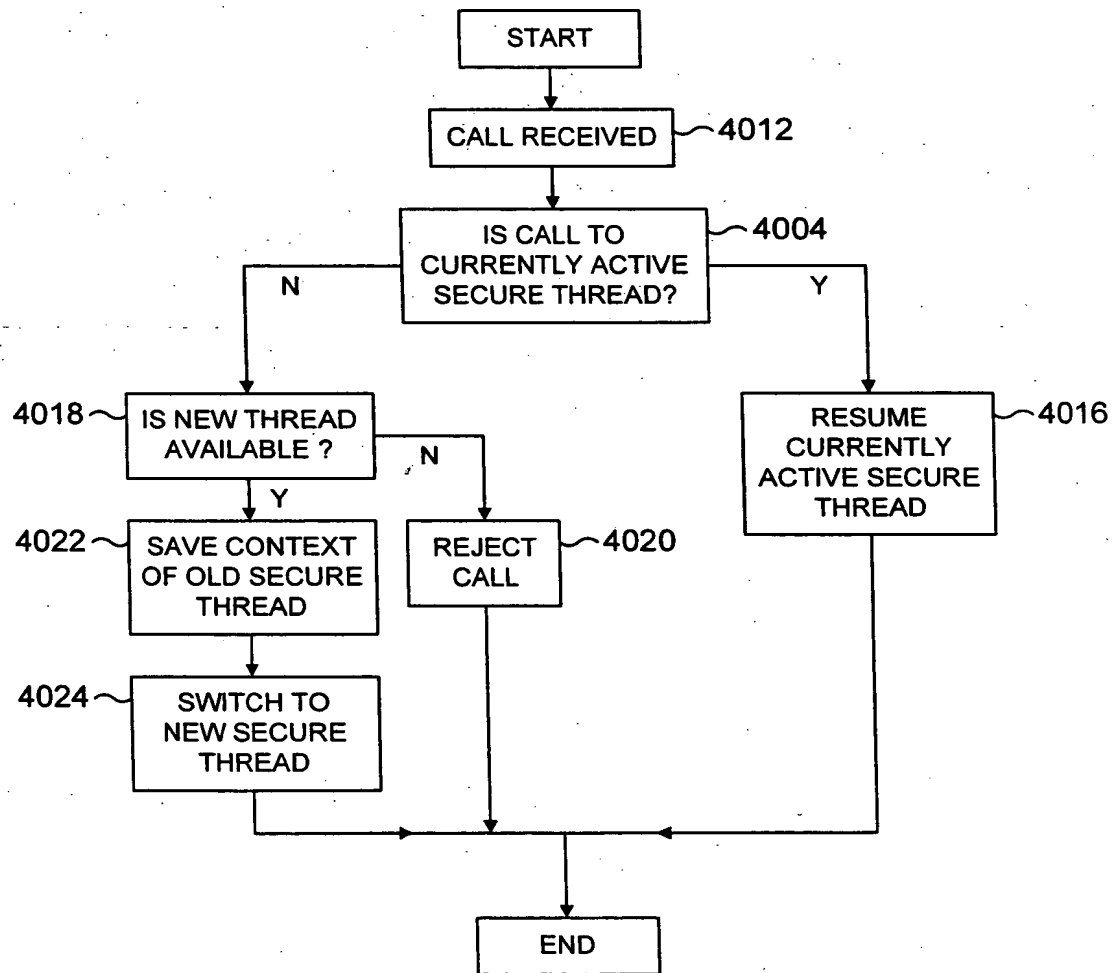 START
CALL RECEIVED
4012
IS CALL TO
CURRENTLY ACTIVE
SECURE THREAD?
4004
N
Y
4018
IS NEW THREAD
AVAILABLE ?
N
Y
RESUME
CURRENTLY
ACTIVE SECURE
THREAD
4016
4022
SAVE CONTEXT
OF OLD SECURE
THREAD
REJECT
CALL
4020
4024
SWITCH TO
NEW SECURE
THREAD
END